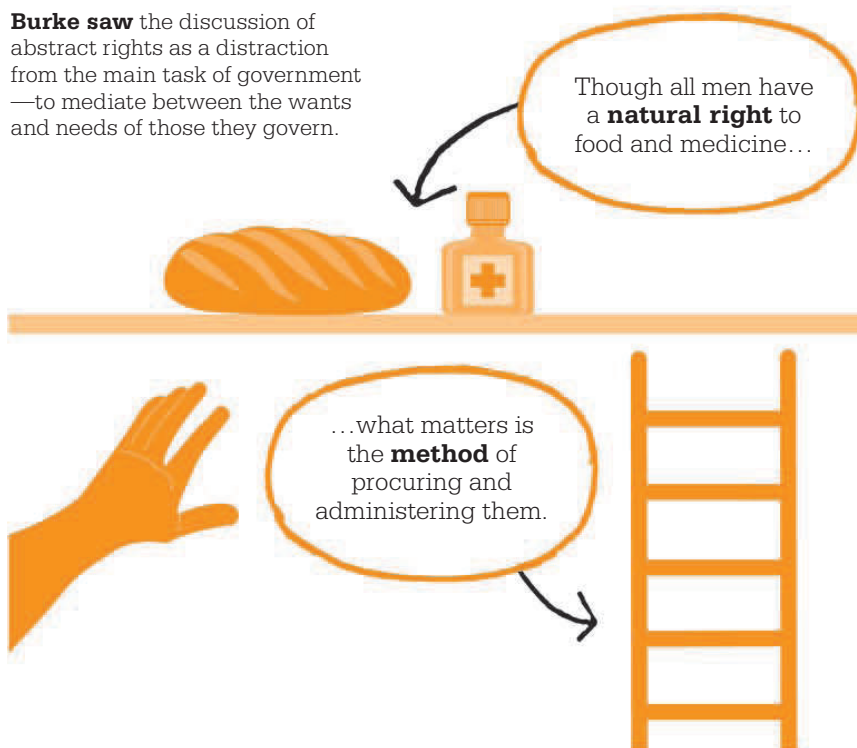 Burke saw the discussion of
abstract rights as a distraction
from the main task of government
—to mediate between the wants
and needs of those they govern.
Though all men have
a natural right to
food and medicine…
…what matters is
the method of
procuring and
administering them.